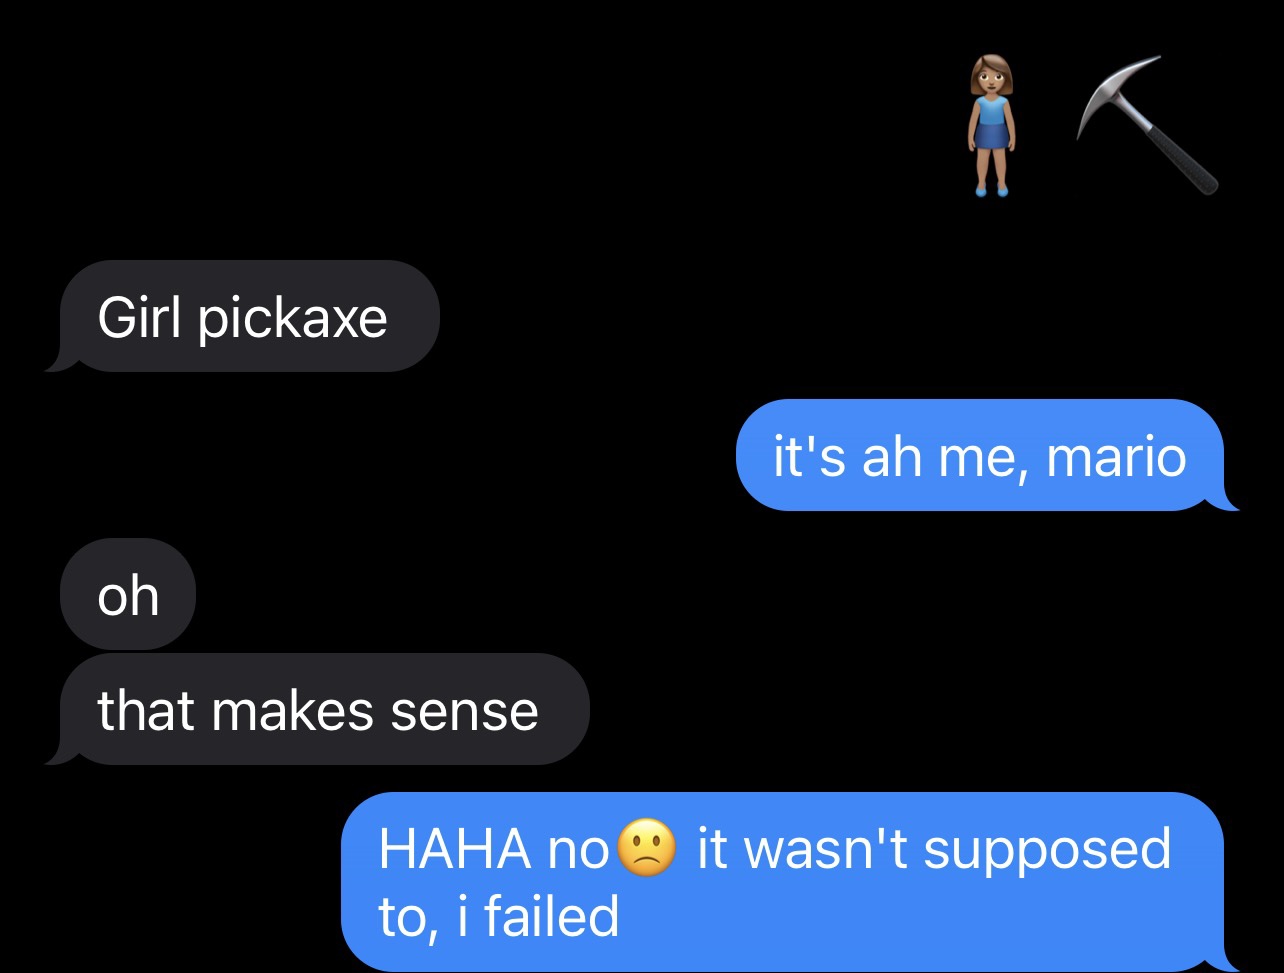 🧍🏽‍♀️ ⛏️
Girl pickaxe
it's ah me, mario
oh
that makes sense
HAHA no🙁 it wasn't supposed
to, i failed